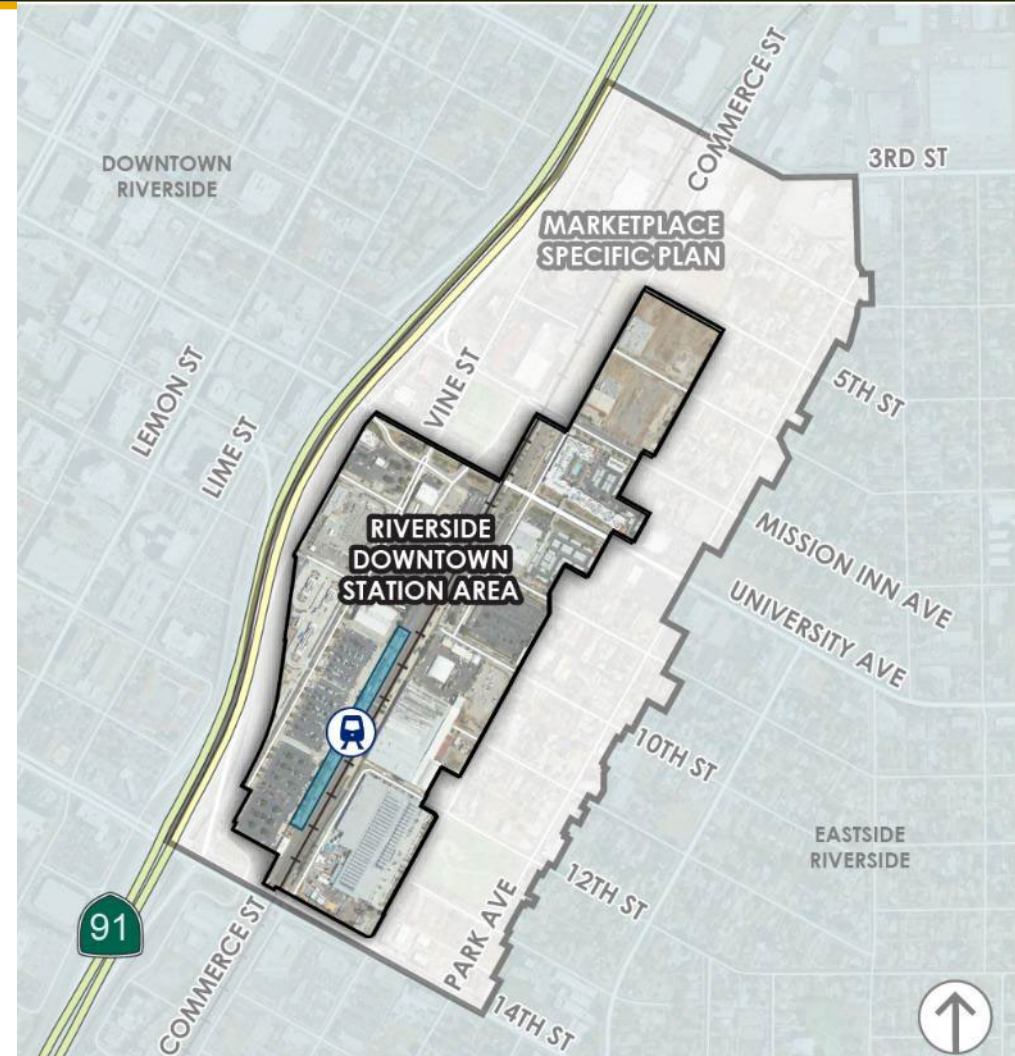 COMMERCE ST
DOWNTOWN
RIVERSIDE
3RD ST
MARKETPLACE
SPECIFIC PLAN
LEMON ST
LIME ST
VINE ST
5TH ST
RIVERSIDE
DOWNTOWN
STATION AREA
MISSION INN AVE
UNIVERSITY AVE
10TH ST
EASTSIDE
RIVERSIDE
12TH ST
91
COMMERCE ST
PARK AVE
14TH ST